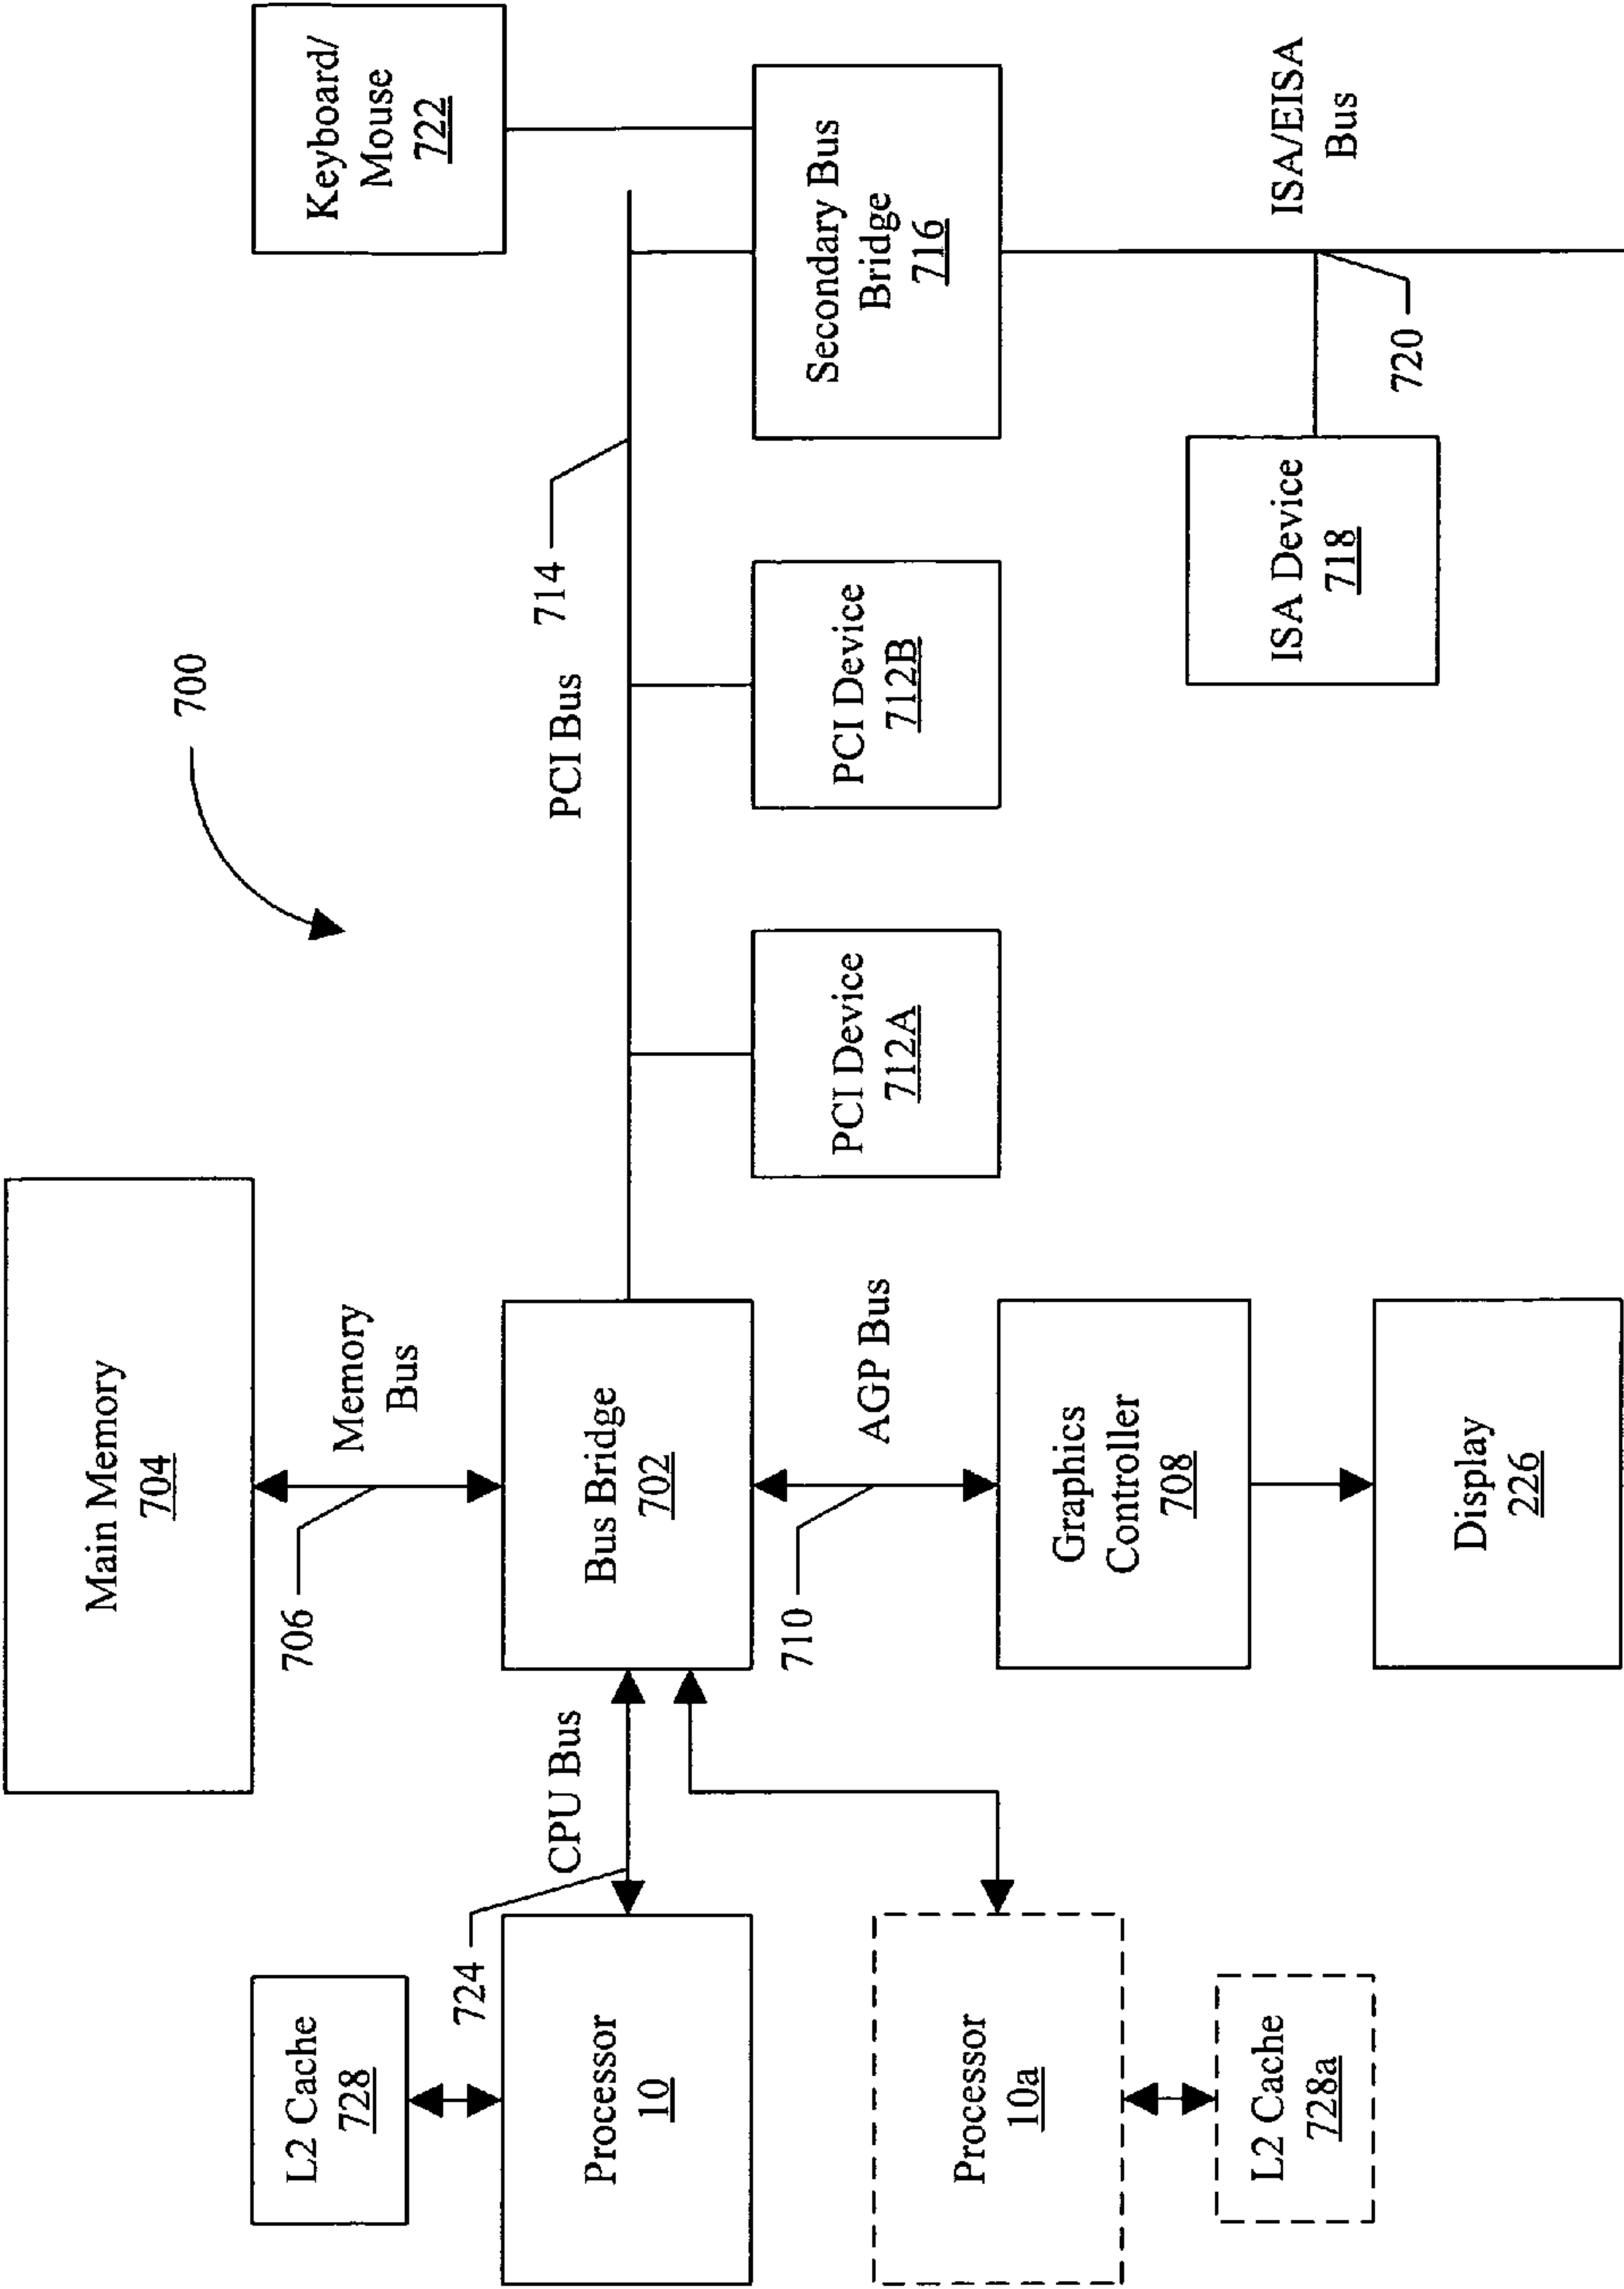 700
Main Memory
704
706
Memory
Bus
L2 Cache
728
724
CPU Bus
Processor
10
Bus Bridge
702
PCI Bus
714
Keyboard/
Mouse
722
710
AGP Bus
PCI Device
712A
PCI Device
712B
Secondary Bus
Bridge
716
Processor
10a
Graphics
Controller
708
L2 Cache
728a
Display
226
ISA Device
718
720
ISA/EISA
Bus